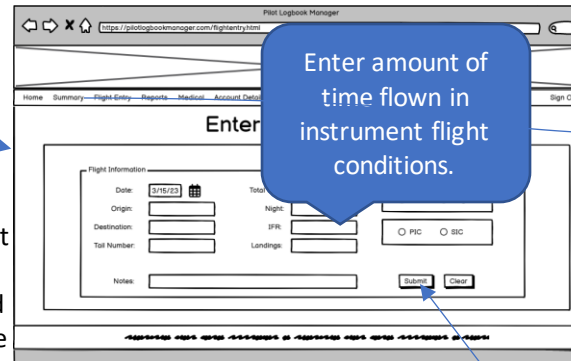 Pilot Logbook Manager
https://pilotlogbookmanager.com/flightentry.html
Home Summary Flight Entry Reports Medical Account Details Sign O
Enter
Enter amount of
time flown in
instrument flight
conditions.
Flight Information
Date: 3/15/23 Total
Origin: Night:
Destination: IFR: PIC SIC
Tail Number: Landings:
Notes: Submit Clear
t
d
e